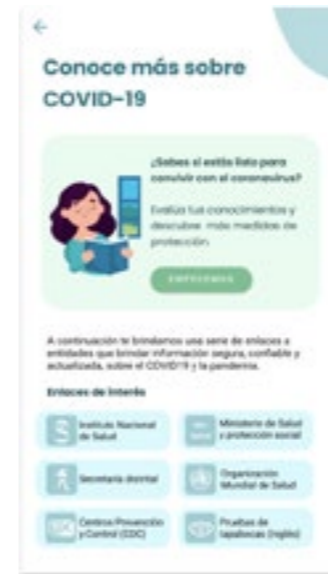 Conoce más sobre
COVID-19
¿Sabes si estás listo para
convivir con el coronavirus?
Evalúa tus conocimientos y
descubre más medidas de
protección.
EMPECEMOS
A continuación te brindamos una serie de enlaces a
entidades que brindan información segura, confiable y
actualizada, sobre el COVID19 y la pandemia.
Enlaces de interés
Instituto Nacional
de Salud
Ministerio de Salud
y protección social
Secretaría distrital
Organización
Mundial de Salud
Centros Prevención
y Control (CDC)
Pruebas de
tapabocas (Inglés)